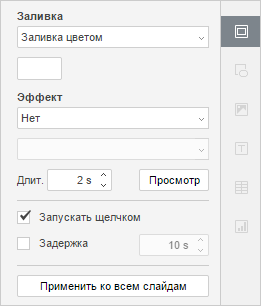 Заливка
Заливка цветом
Эффект
Нет
Длит. 2 s Просмотр
Запускать щелчком
Задержка 10 s
Применить ко всем слайдам